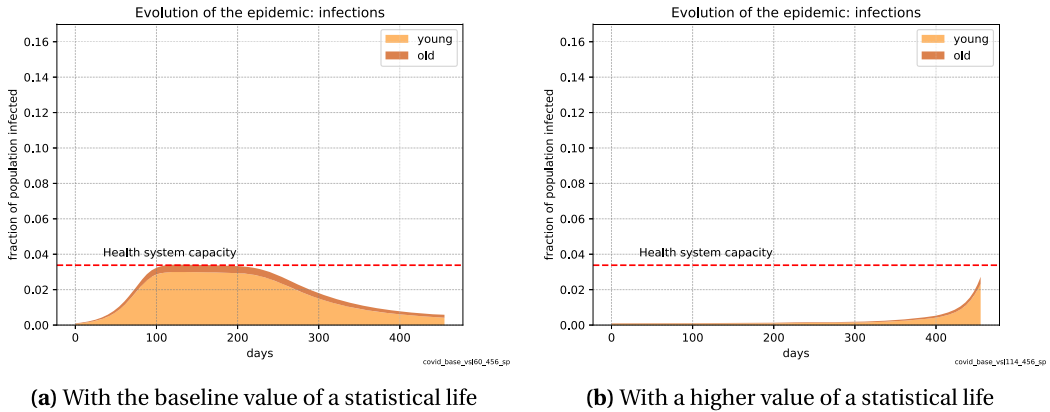 Evolution of the epidemic: infections
0.16
0.14
0.12
0.10
0.08
0.06
0.04
0.02
0.00
fraction of population infected
young
old
Health system capacity
0
100
200
300
400
days
covid_base_vsl60_456_sp
(a) With the baseline value of a statistical life
Evolution of the epidemic: infections
0.16
0.14
0.12
0.10
0.08
0.06
0.04
0.02
0.00
fraction of population infected
young
old
Health system capacity
0
100
200
300
400
days
covid_base_vsl114_456_sp
(b) With a higher value of a statistical life